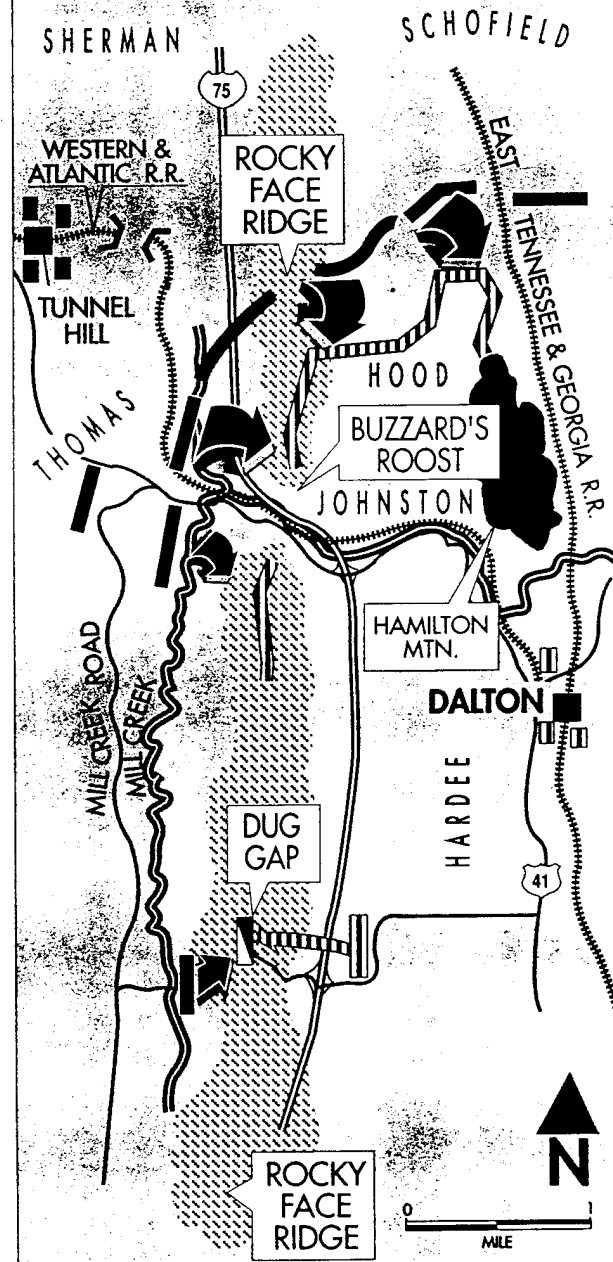 SHERMAN
SCHOFIELD
75
WESTERN &
ATLANTIC R.R.
ROCKY
FACE
RIDGE
EAST TENNESSEE & GEORGIA R.R.
TUNNEL
HILL
HOOD
THOMAS
BUZZARD'S
ROOST
JOHNSTON
HAMILTON
MTN.
MILL CREEK ROAD
MILL CREEK
DALTON
HARDEE
DUG
GAP
41
ROCKY
FACE
RIDGE
N
0 1
MILE